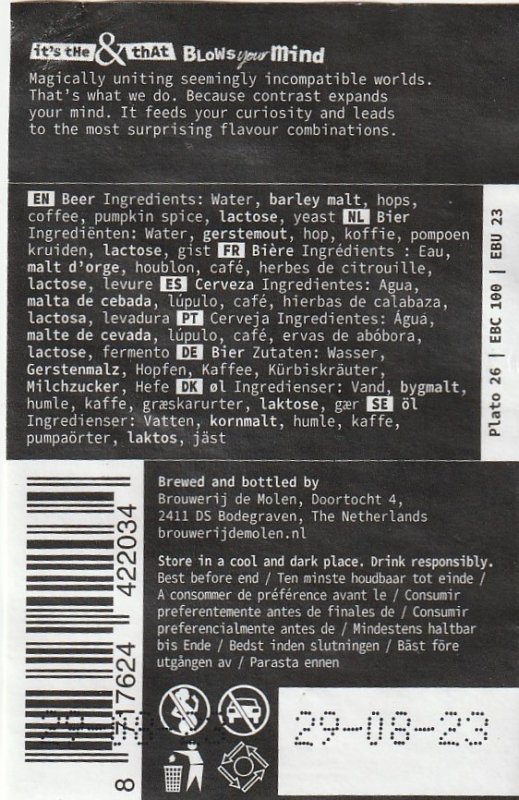 it's tHe & thAt BLOWS your mind
Magically uniting seemingly incompatible worlds.
That's what we do. Because contrast expands
your mind. It feeds your curiosity and leads
to the most surprising flavour combinations.
EN Beer Ingredients: Water, barley malt, hops,
coffee, pumpkin spice, lactose, yeast NL Bier
Ingrediënten: Water, gerstemout, hop, koffie, pompoen
kruiden, lactose, gist FR Bière Ingrédients : Eau,
malt d'orge, houblon, café, herbes de citrouille,
lactose, levure ES Cerveza Ingredientes: Agua,
malta de cebada, lúpulo, café, hierbas de calabaza,
lactosa, levadura PT Cerveja Ingredientes: Água,
malte de cevada, lúpulo, café, ervas de abóbora,
lactose, fermento DE Bier Zutaten: Wasser,
Gerstenmalz, Hopfen, Kaffee, Kürbiskräuter,
Milchzucker, Hefe DK øl Ingredienser: Vand, bygmalt,
humle, kaffe, græskarurter, laktose, gær SE öl
Ingredienser: Vatten, kornmalt, humle, kaffe,
pumpaörter, laktos, jäst
Plato 26 | EBC 100 | EBU 23
Brewed and bottled by
Brouwerij de Molen, Doortocht 4,
2411 DS Bodegraven, The Netherlands
brouwerijdemolen.nl
Store in a cool and dark place. Drink responsibly.
Best before end / Ten minste houdbaar tot einde /
A consommer de préférence avant le / Consumir
preferentemente antes de finales de / Consumir
preferencialmente antes de / Mindestens haltbar
bis Ende / Bedst inden slutningen / Bäst före
utgången av / Parasta ennen
8 717624 422034
29-08-23
29-08-23